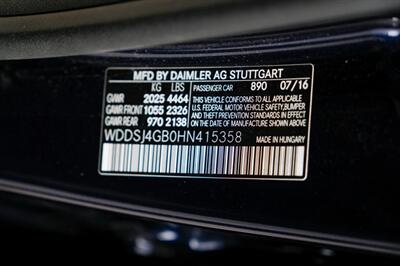 MFD BY DAIMLER AG STUTTGART
KG LBS PASSENGER CAR 890 07/16
GVWR 2025 4464 THIS VEHICLE CONFORMS TO ALL APPLICABLE
GAWR FRONT 1055 2326 U.S. FEDERAL MOTOR VEHICLE SAFETY, BUMPER,
GAWR REAR 970 2138 AND THEFT PREVENTION STANDARDS IN EFFECT
ON THE DATE OF MANUFACTURE SHOWN ABOVE.
WDDSJ4GB0HN415358 MADE IN HUNGARY